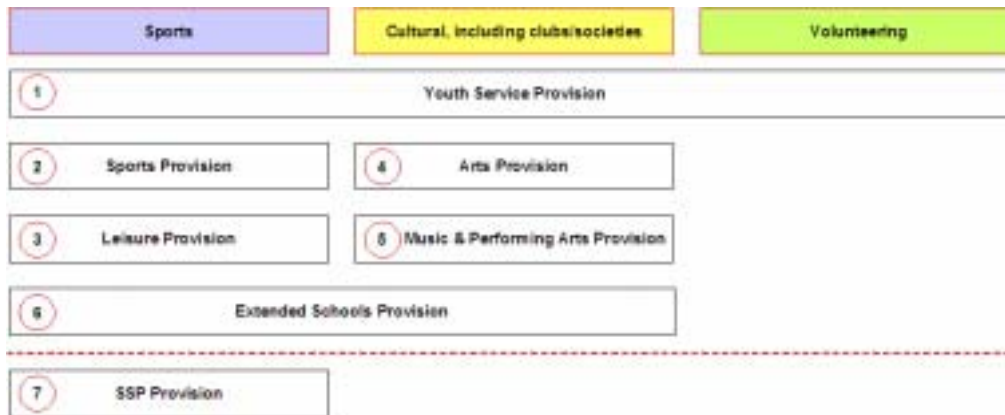 Sports
Cultural, including clubs/societies
Volunteering
1 Youth Service Provision
2 Sports Provision
4 Arts Provision
3 Leisure Provision
5 Music & Performing Arts Provision
6 Extended Schools Provision
7 SSP Provision